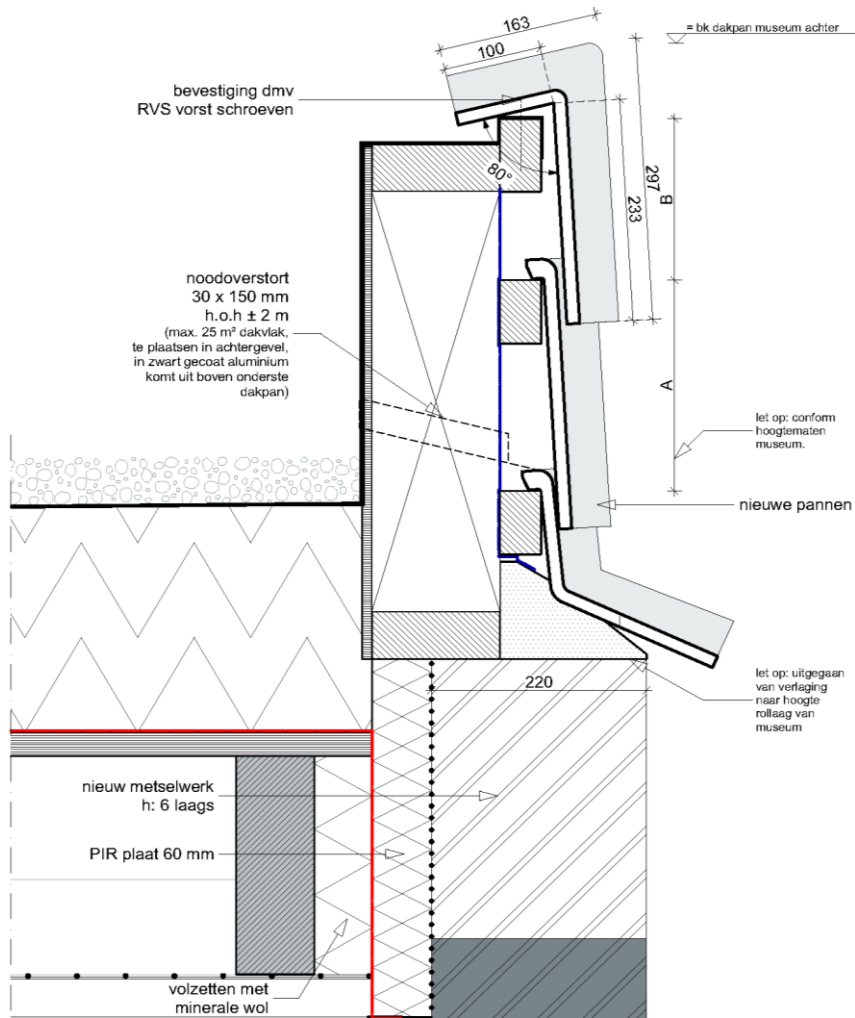 163
100
= bk dakpan museum achter
bevestiging dmv
RVS vorst schroeven
80°
297
233
B
noodoverstort
30 x 150 mm
h.o.h ± 2 m
(max. 25 m² dakvlak,
te plaatsen in achtergevel,
in zwart gecoat aluminium
komt uit boven onderste
dakpan)
A
let op: conform
hoogtematen
museum.
nieuwe pannen
220
let op: uitgegaan
van verlaging
naar hoogte
rollaag van
museum
nieuw metselwerk
h: 6 laags
PIR plaat 60 mm
volzetten met
minerale wol